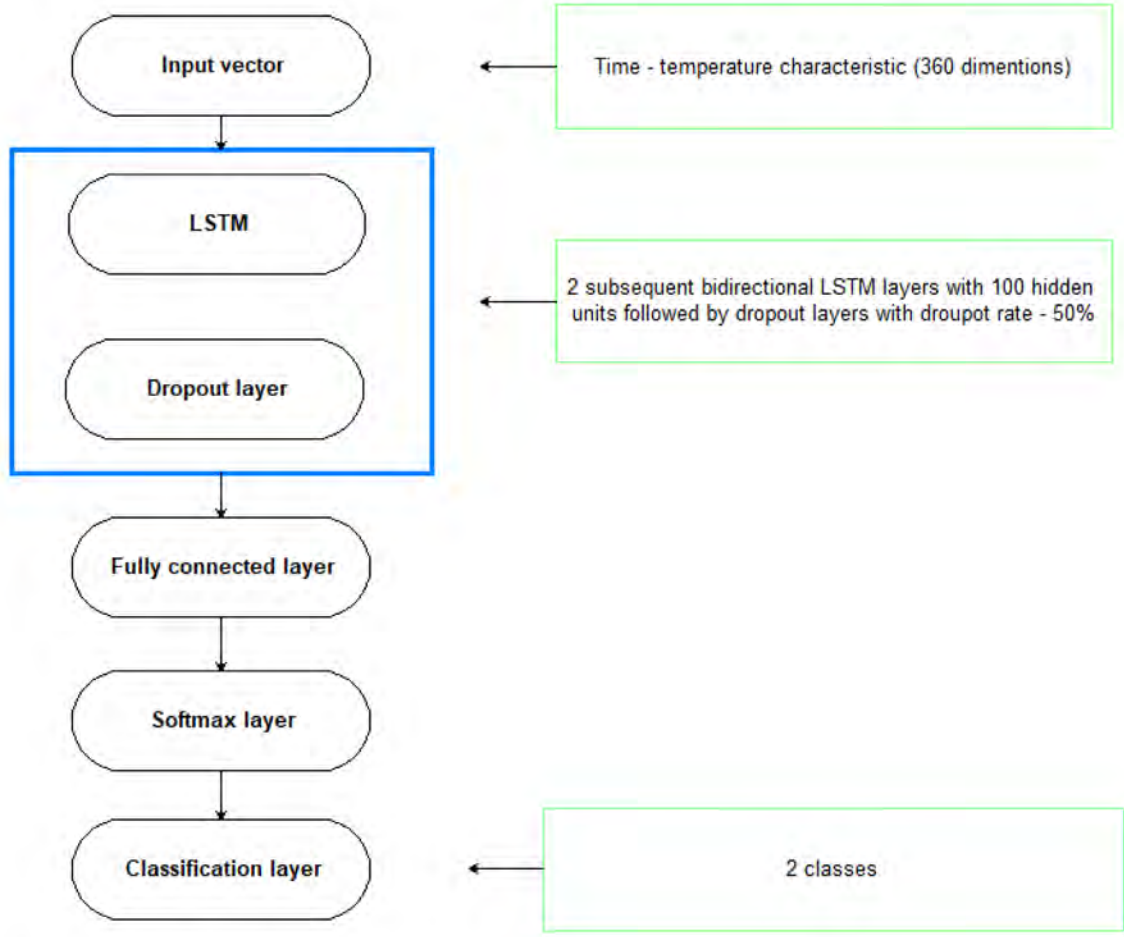 Input vector
Time - temperature characteristic (360 dimentions)
LSTM
2 subsequent bidirectional LSTM layers with 100 hidden
units followed by dropout layers with droupot rate - 50%
Dropout layer
Fully connected layer
Softmax layer
Classification layer
2 classes